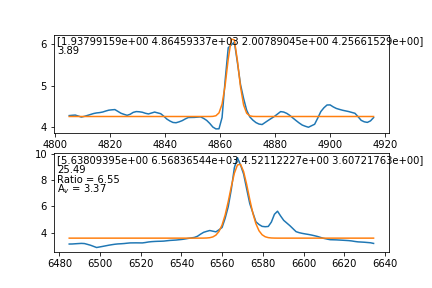 [1.93799159e+00 4.86459337e+03 2.00789045e+00 4.25661529e+00]
3.89
6
4
4800 4820 4840 4860 4880 4900 4920
[5.63809395e+00 6.56836544e+03 4.52112227e+00 3.60721763e+00]
25.49
Ratio = 6.55
Aᵥ = 3.37
10
8
6
4
6480 6500 6520 6540 6560 6580 6600 6620 6640